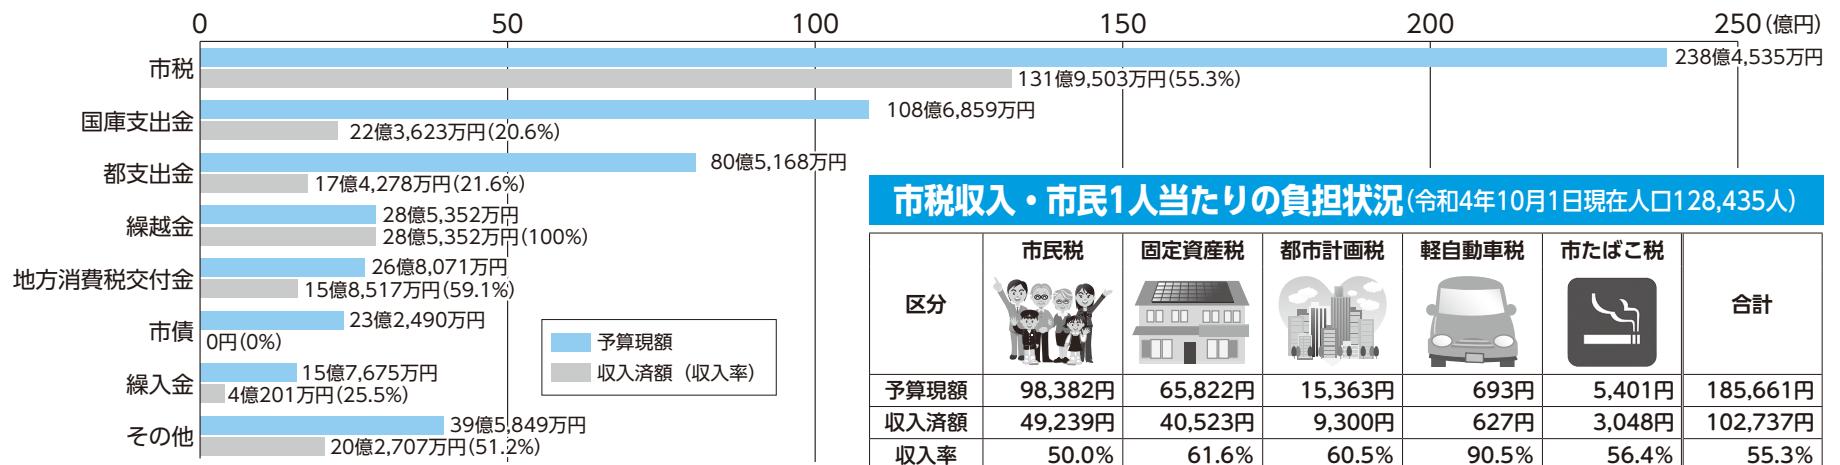 0 50 100 150 200 250(億円)
市税 238億4,535万円
131億9,503万円(55.3%)
国庫支出金 108億6,859万円
22億3,623万円(20.6%)
都支出金 80億5,168万円
17億4,278万円(21.6%)
繰越金 28億5,352万円
28億5,352万円(100%)
地方消費税交付金 26億8,071万円
15億8,517万円(59.1%)
市債 23億2,490万円
0円(0%)
繰入金 15億7,675万円
4億201万円(25.5%)
その他 39億5,849万円
20億2,707万円(51.2%)
予算現額
収入済額(収入率)
市税収入・市民1人当たりの負担状況(令和4年10月1日現在人口128,435人)
区分 市民税 固定資産税 都市計画税 軽自動車税 市たばこ税 合計
予算現額 98,382円 65,822円 15,363円 693円 5,401円 185,661円
収入済額 49,239円 40,523円 9,300円 627円 3,048円 102,737円
収入率 50.0% 61.6% 60.5% 90.5% 56.4% 55.3%